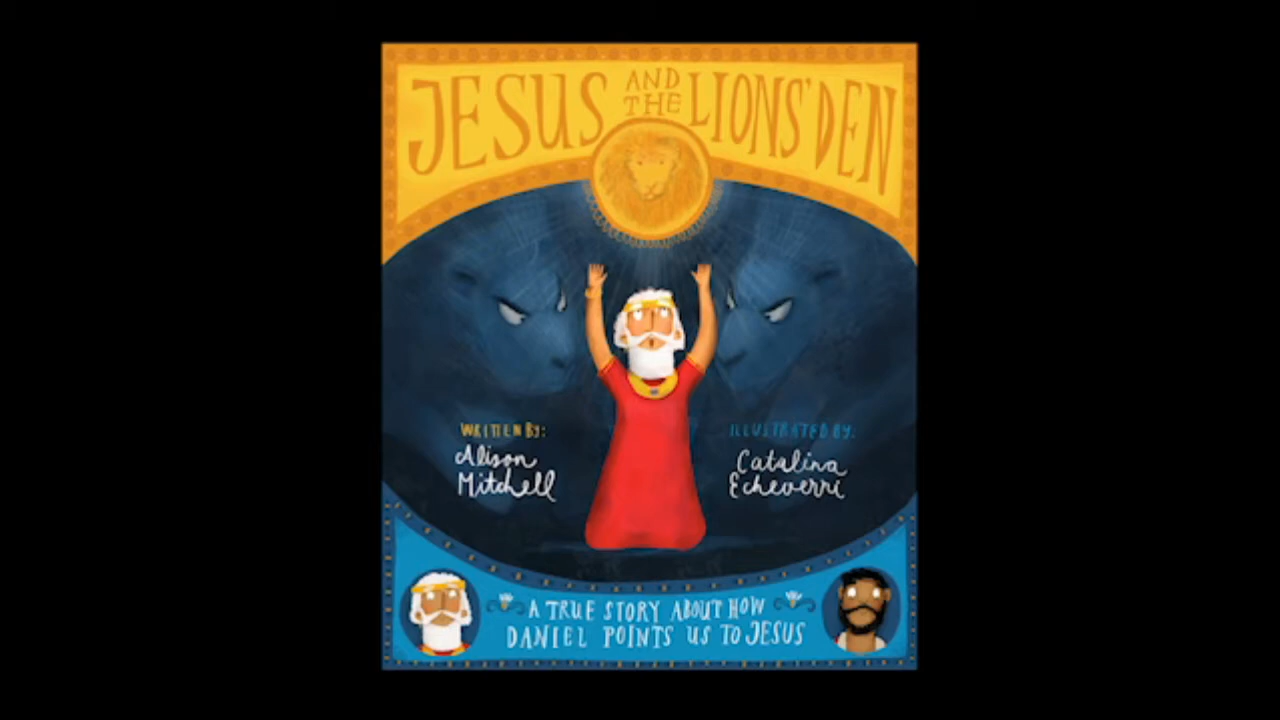 JESUS AND THE LIONS' DEN
WRITTEN BY:
Alison
Mitchell
ILLUSTRATED BY:
Catalina
Echeverri
A TRUE STORY ABOUT HOW
DANIEL POINTS US TO JESUS